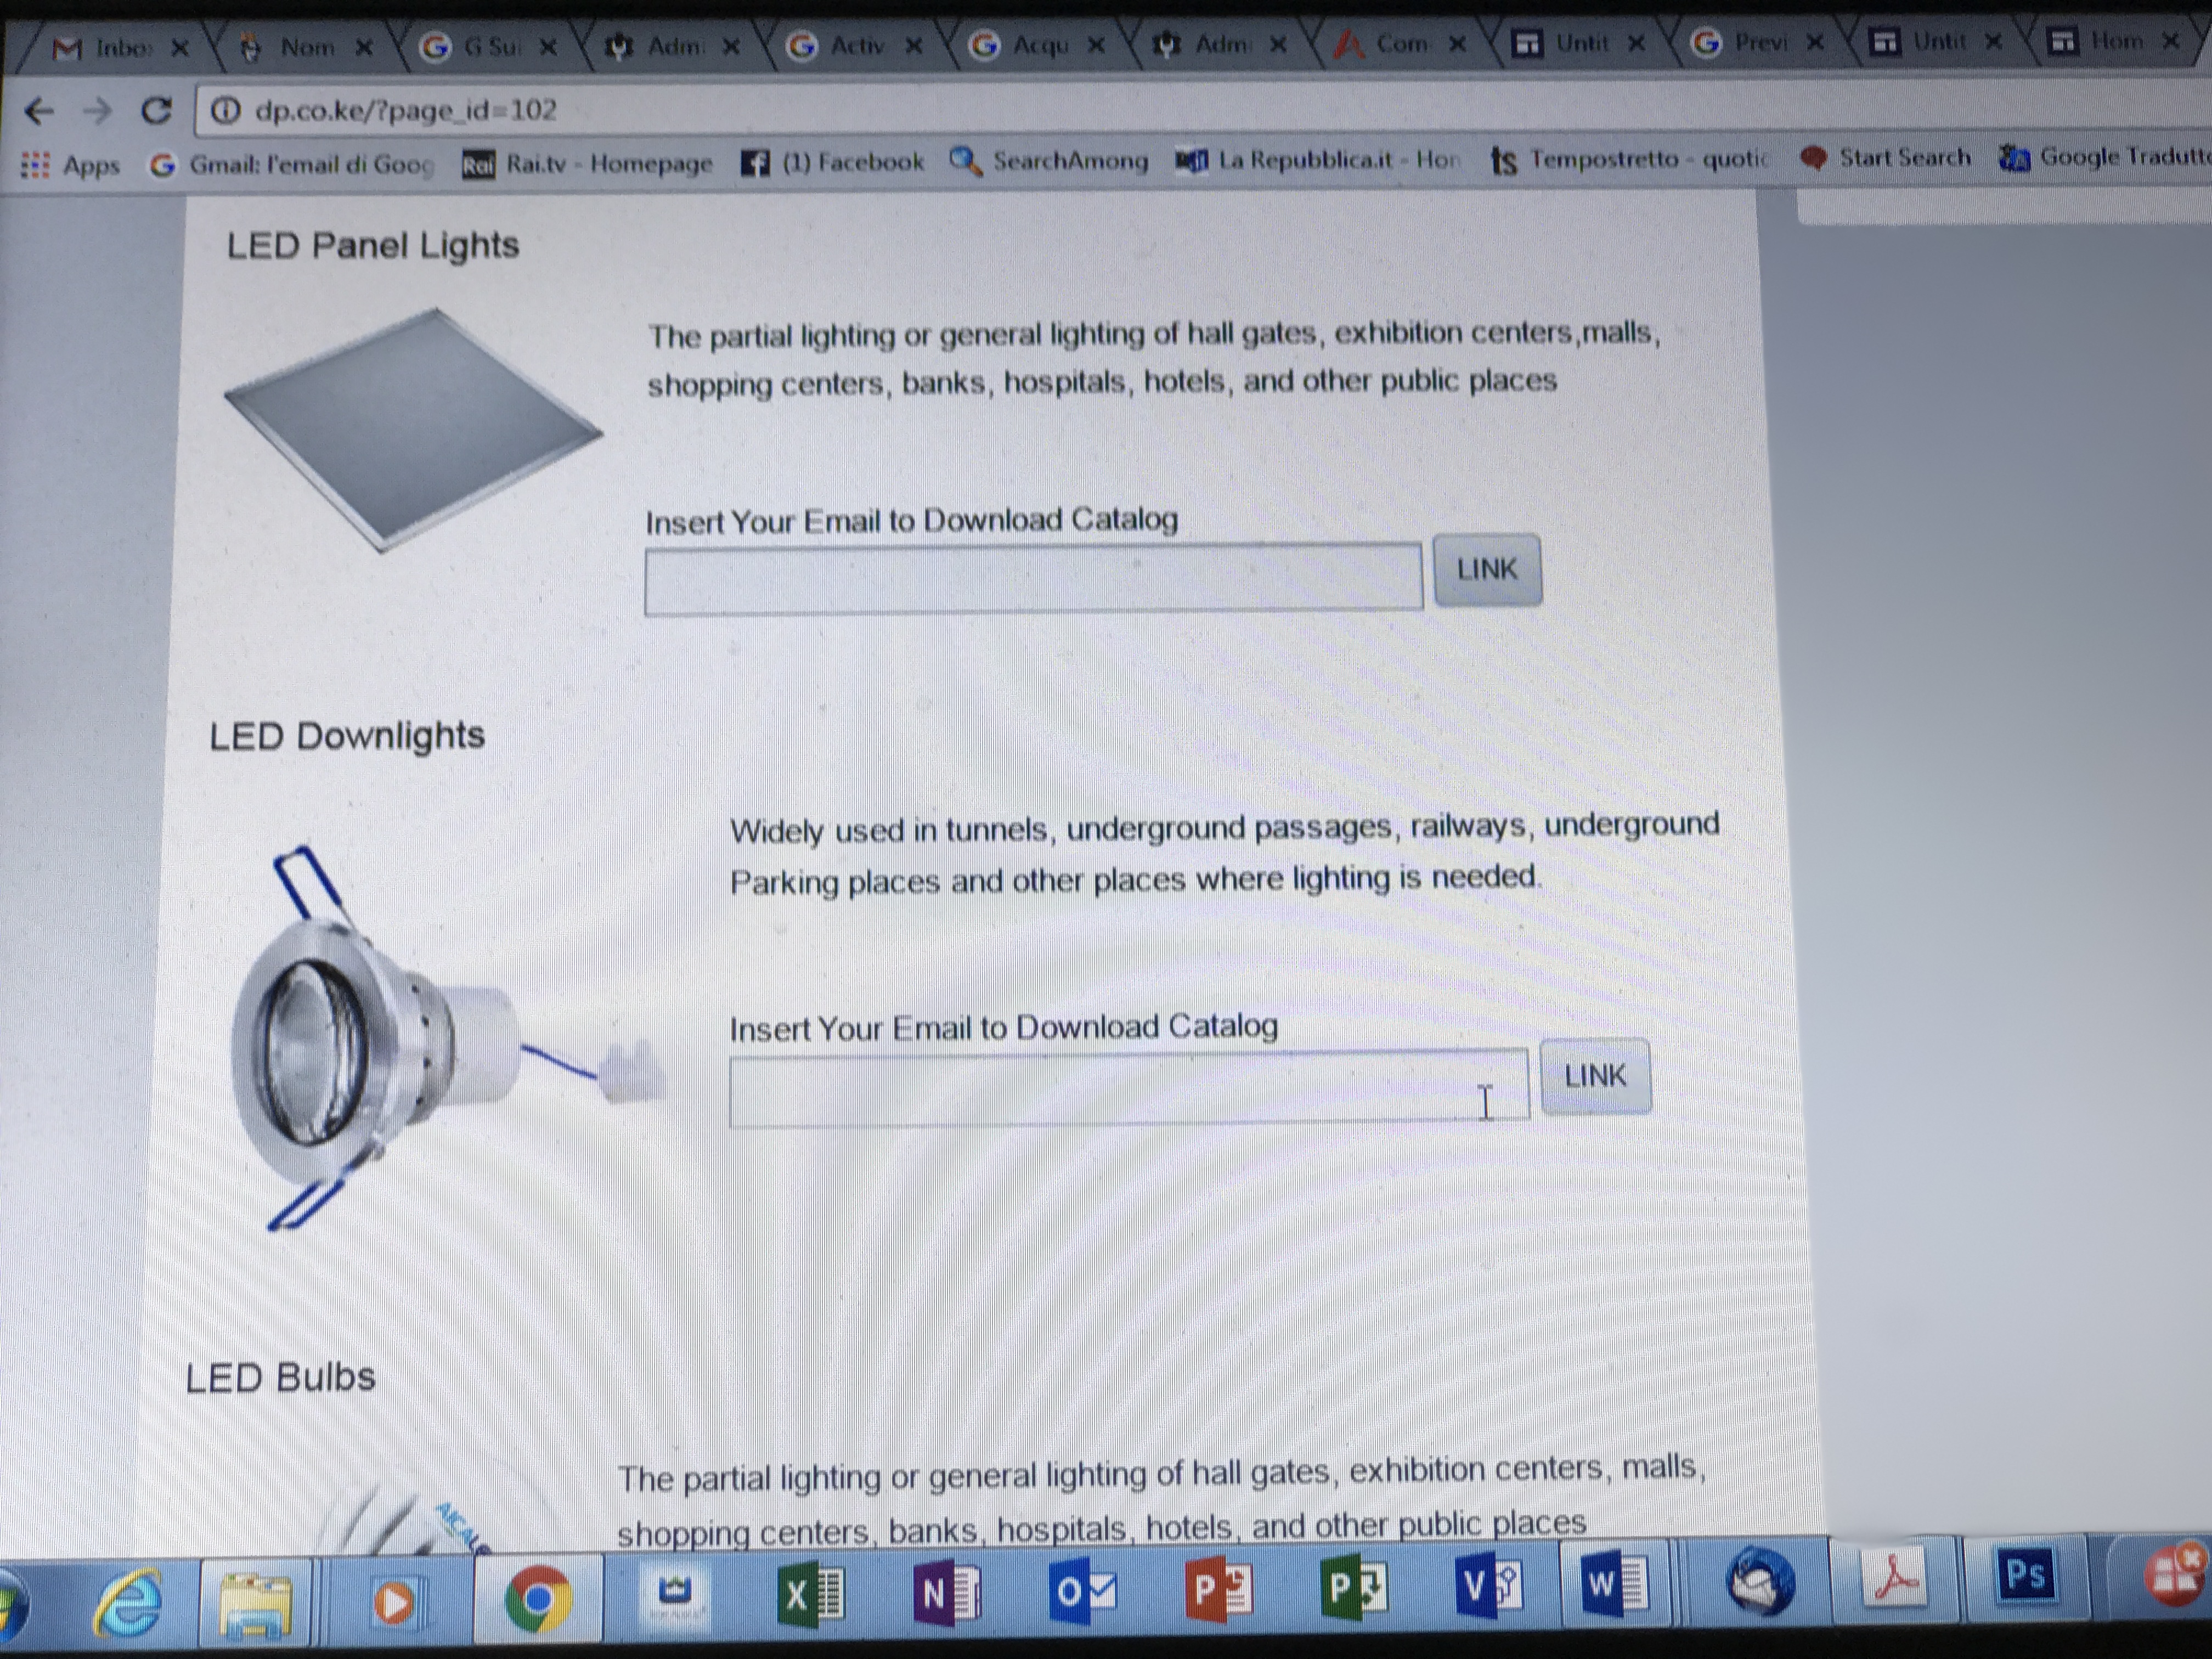 Inbo
Nom
G Sui
Adm
Activ
Acqu
Adm
Com
Untit
Previ
Untit
Hom
dp.co.ke/?page_id=102
Apps
Gmail: l'email di Goog
Rai
Rai.tv - Homepage
(1) Facebook
SearchAmong
La Repubblica.it - Hor
ts
Tempostretto - quotic
Start Search
Google Tradutto
LED Panel Lights
The partial lighting or general lighting of hall gates, exhibition centers,malls,
shopping centers, banks, hospitals, hotels, and other public places
Insert Your Email to Download Catalog
LINK
LED Downlights
Widely used in tunnels, underground passages, railways, underground
Parking places and other places where lighting is needed.
Insert Your Email to Download Catalog
LINK
LED Bulbs
The partial lighting or general lighting of hall gates, exhibition centers, malls,
shopping centers, banks, hospitals, hotels, and other public places
X
N
O
P
P
V
W
Ps